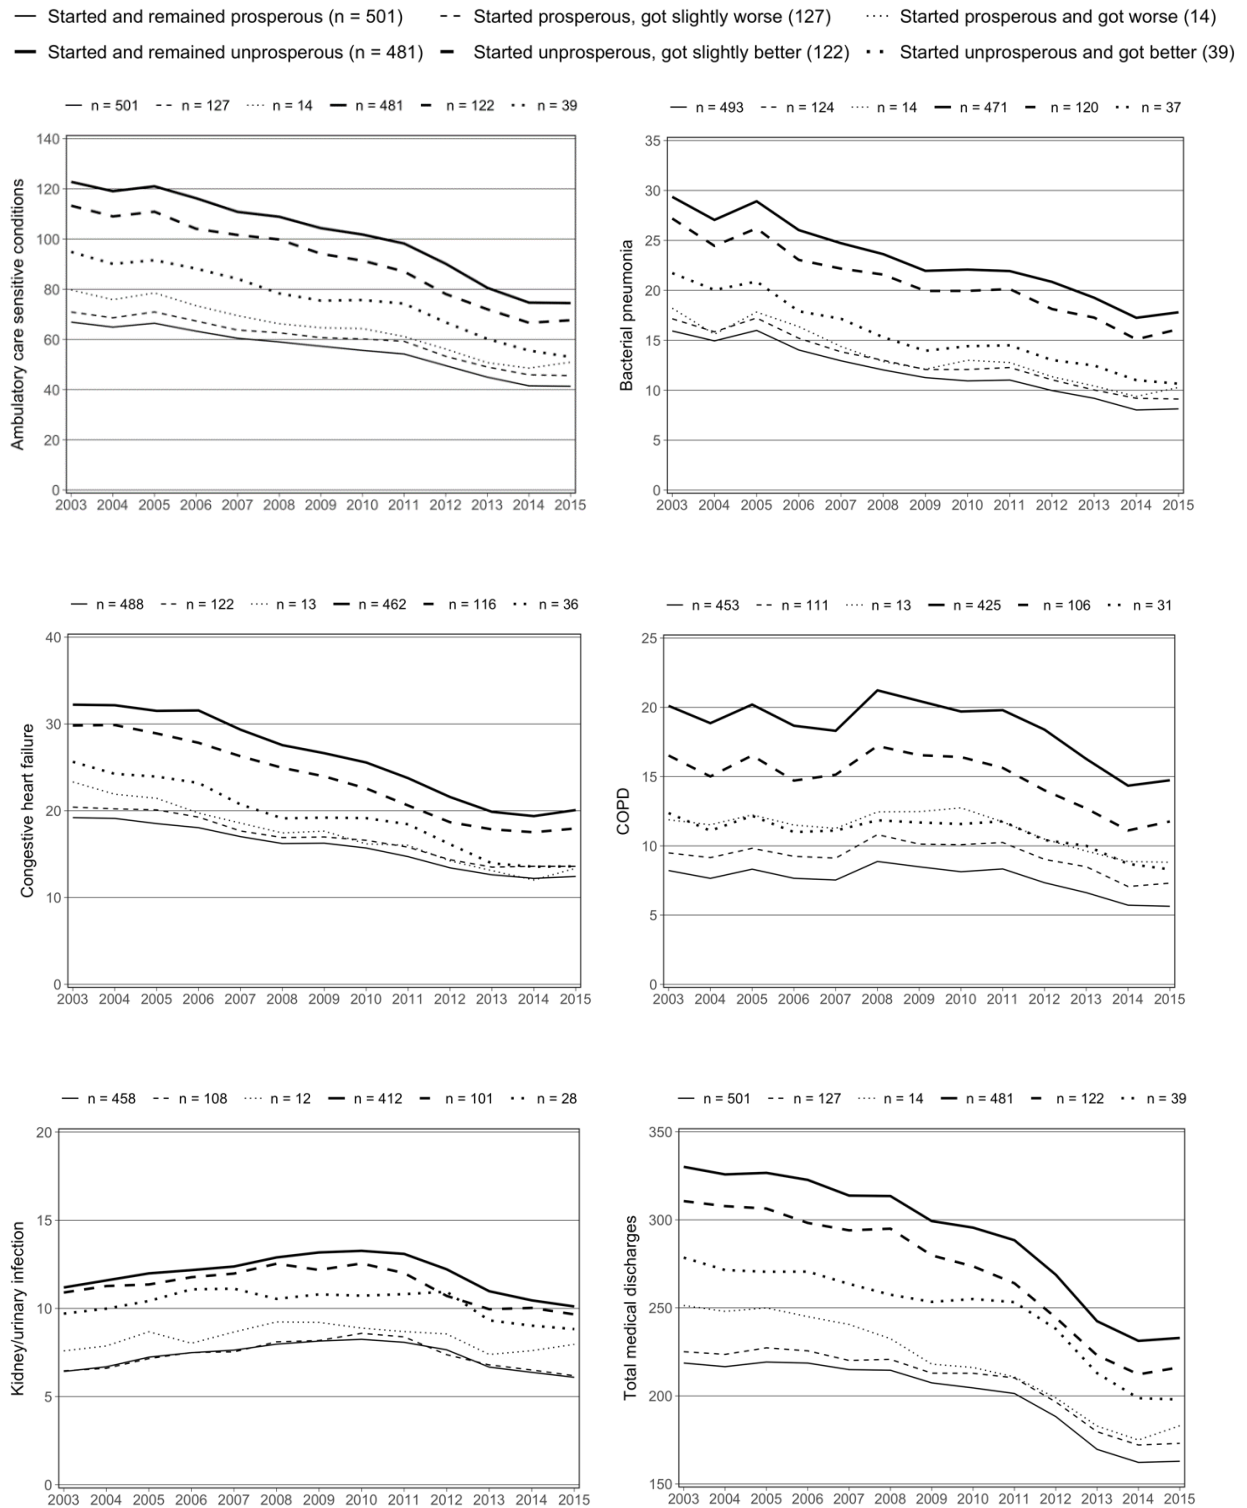 Started and remained prosperous (n = 501) Started prosperous, got slightly worse (127) Started prosperous and got worse (14)
Started and remained unprosperous (n = 481) Started unprosperous, got slightly better (122) Started unprosperous and got better (39)
n = 501 n = 127 n = 14 n = 481 n = 122 n = 39
Ambulatory care sensitive conditions
140
120
100
80
60
40
20
0
2003 2004 2005 2006 2007 2008 2009 2010 2011 2012 2013 2014 2015
n = 493 n = 124 n = 14 n = 471 n = 120 n = 37
Bacterial pneumonia
35
30
25
20
15
10
5
0
2003 2004 2005 2006 2007 2008 2009 2010 2011 2012 2013 2014 2015
n = 488 n = 122 n = 13 n = 462 n = 116 n = 36
Congestive heart failure
40
30
20
10
0
2003 2004 2005 2006 2007 2008 2009 2010 2011 2012 2013 2014 2015
n = 453 n = 111 n = 13 n = 425 n = 106 n = 31
COPD
25
20
15
10
5
0
2003 2004 2005 2006 2007 2008 2009 2010 2011 2012 2013 2014 2015
n = 458 n = 108 n = 12 n = 412 n = 101 n = 28
Kidney/urinary infection
20
15
10
5
0
2003 2004 2005 2006 2007 2008 2009 2010 2011 2012 2013 2014 2015
n = 501 n = 127 n = 14 n = 481 n = 122 n = 39
Total medical discharges
350
300
250
200
150
2003 2004 2005 2006 2007 2008 2009 2010 2011 2012 2013 2014 2015